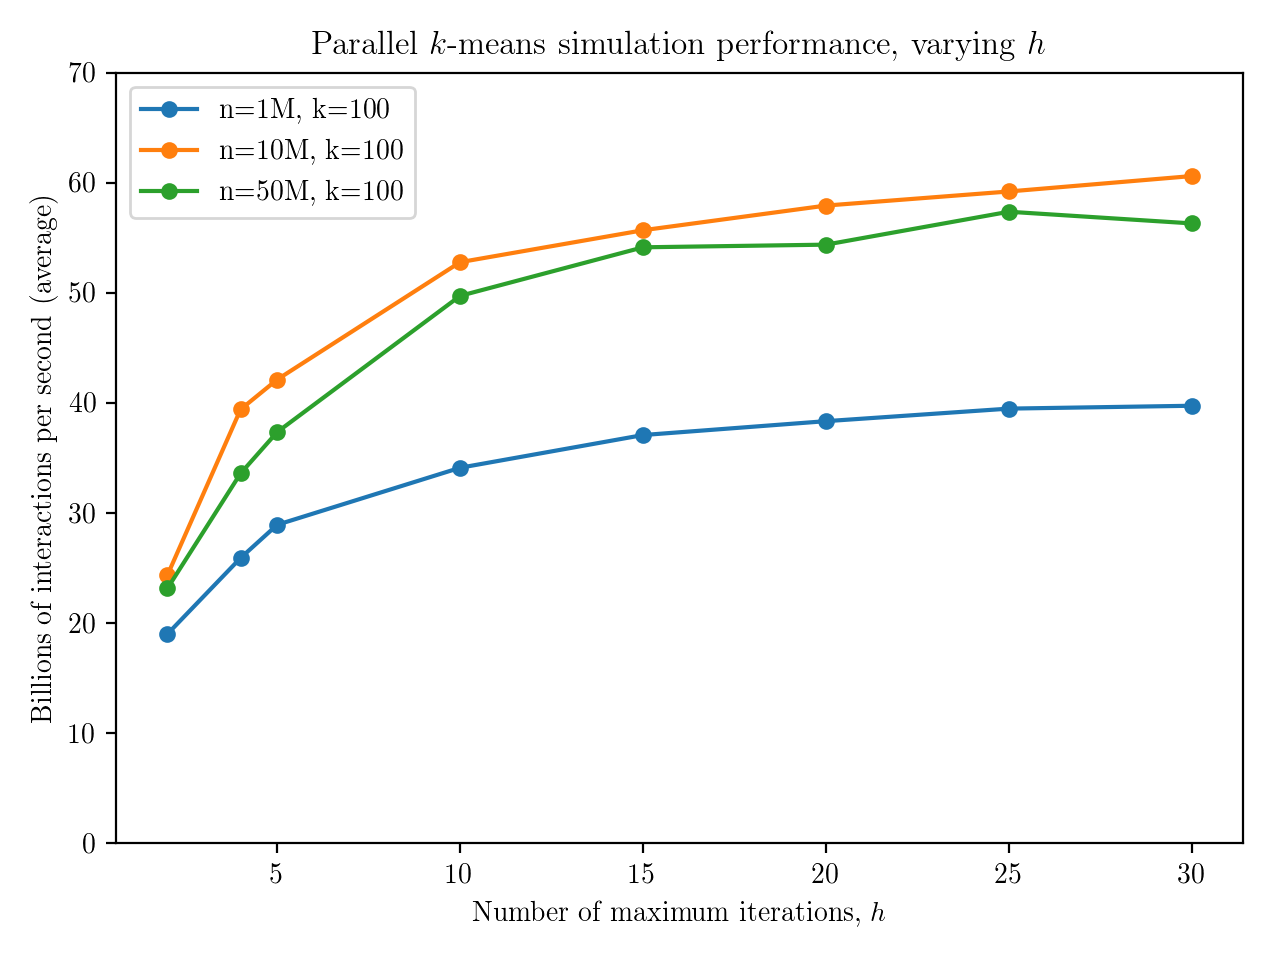 Parallel k-means simulation performance, varying h
70
60
50
40
30
20
10
0
Billions of interactions per second (average)
n=1M, k=100
n=10M, k=100
n=50M, k=100
5 10 15 20 25 30
Number of maximum iterations, h